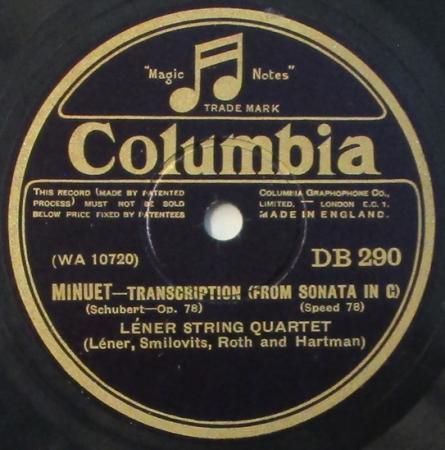 "Magic Notes"
TRADE MARK
Columbia
THIS RECORD (MADE BY PATENTED
PROCESS) MUST NOT BE SOLD
BELOW PRICE FIXED BY PATENTEES
COLUMBIA GRAPHOPHONE CO.,
LIMITED. — LONDON E.C.1.
MADE IN ENGLAND.
(WA 10720)
DB 290
MINUET—TRANSCRIPTION (FROM SONATA IN G)
(Schubert—Op. 78)
(Speed 78)
LÉNER STRING QUARTET
(Léner, Smilovits, Roth and Hartman)